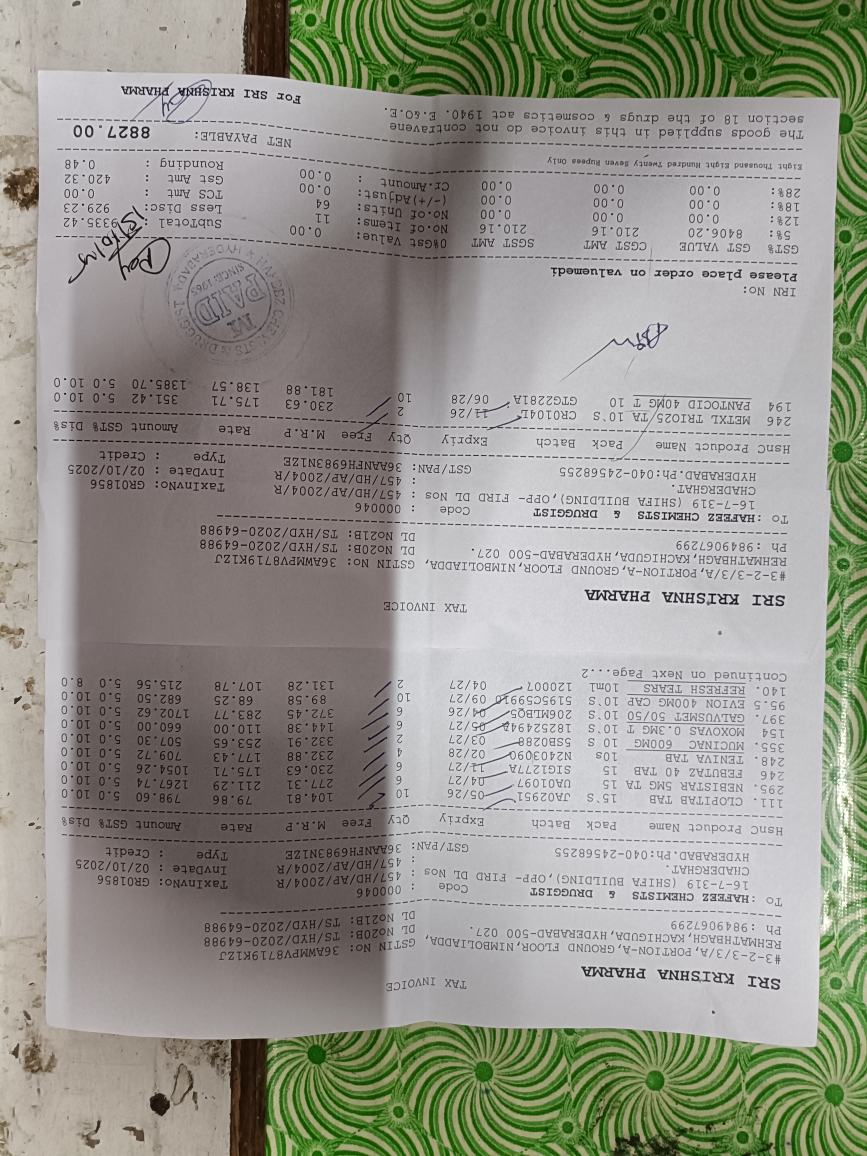 TAX INVOICE
SRI KRISHNA PHARMA
#3-2-3/3/A, PORTION-A, GROUND FLOOR, NIMBOLIADDA, GSTIN No: 36AWMPV8719K1ZJ
REHMATHBAGH, KACHIGUDA, HYDERABAD-500 027. DL No20B: TS/HYD/2020-64988
Ph :9849067299 DL No21B: TS/HYD/2020-64988
To :HAFEEZ CHEMISTS & DRUGGIST Code : 000046
16-7-319 (SHIFA BUILDING), OPP- FIRD DL Nos : 457/HD/AP/2004/R TaxInvNo: GR01856
CHADERGHAT. : 457/HD/AP/2004/R InvDate : 02/10/2025
HYDERABAD.Ph:040-24568255 GST/PAN: 36AANFH6983N1ZE Type : Credit
HsnC Product Name Pack Batch Expriy Qty Free M.R.P Rate Amount GST% Dis%
111. CLOPITAB TAB 15`S JA02951 05/26 10 104.81 79.86 798.60 5.0 10.0
295. NEBISTAR 5MG TA 15 UA01097 04/27 6 277.31 211.29 1267.74 5.0 10.0
246 FEBUTAZ 40 TAB 15 SIG1277A 11/27 6 230.63 175.71 1054.26 5.0 10.0
248. TENIVA TAB 10s N2403090 02/28 4 232.88 177.43 709.72 5.0 10.0
355. MUCINAC 600MG 10 S 5SB0288 03/27 2 332.91 253.65 507.30 5.0 10.0
154 MOXOVAS 0.3MG T 10`S 18252494A 05/27 6 144.38 110.00 660.00 5.0 10.0
397. GALVUSMET 50/50 10`S 206MLBQ5 04/26 6 372.45 283.77 1702.62 5.0 10.0
95.5 EVION 400MG CAP 10`S 5195C5S910 09/27 10 89.58 68.25 682.50 5.0 10.0
140. REFRESH TEARS 10ml 120007 04/27 2 131.28 107.78 215.56 5.0 8.0
Continued on Next Page...2
TAX INVOICE
SRI KRISHNA PHARMA
#3-2-3/3/A, PORTION-A, GROUND FLOOR, NIMBOLIADDA, GSTIN No: 36AWMPV8719K1ZJ
REHMATHBAGH, KACHIGUDA, HYDERABAD-500 027. DL No20B: TS/HYD/2020-64988
Ph :9849067299 DL No21B: TS/HYD/2020-64988
To :HAFEEZ CHEMISTS & DRUGGIST Code : 000046
16-7-319 (SHIFA BUILDING), OPP- FIRD DL Nos : 457/HD/AP/2004/R TaxInvNo: GR01856
CHADERGHAT. : 457/HD/AP/2004/R InvDate : 02/10/2025
HYDERABAD.Ph:040-24568255 GST/PAN: 36AANFH6983N1ZE Type : Credit
HsnC Product Name Pack Batch Expriy Qty Free M.R.P Rate Amount GST% Dis%
246 METXL TRIO25 TA 10`S CR0104L 11/26 2 230.63 175.71 351.42 5.0 10.0
194 PANTOCID 40MG T 10 GTG2281A 06/28 10 181.88 138.57 1385.70 5.0 10.0
HAFEEZ CHEMISTS & DRUGGIST HYDERABAD
M
PAID
SINCE: 1965
IRN No:
Please place order on valuemedi
GST% GST VALUE CGST AMT SGST AMT 0%Gst Value: 0.00 SubTotal : 9335.42
5%: 8406.20 210.16 210.16 No.of Items: 11 Less Disc: 929.23
12%: 0.00 0.00 0.00 No.of Units: 64 TCS Amt : 0.00
18%: 0.00 0.00 0.00 (-/+)Adjust: 0.00 Gst Amt : 420.32
28%: 0.00 0.00 0.00 Cr.Amount : 0.00 Rounding : 0.48
Eight Thousand Eight Hundred Twenty Seven Rupees Only
NET PAYABLE: 8827.00
The goods supplied in this invoice do not contravene
section 18 of the drugs & cosmetics act 1940. E.&O.E.
For SRI KRISHNA PHARMA